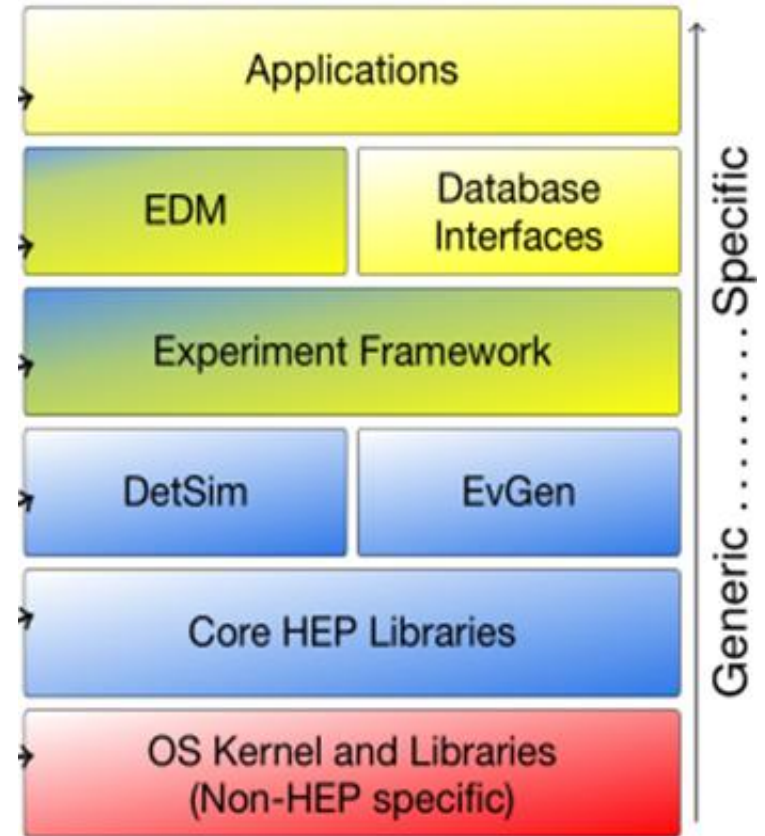 Applications
EDM
Database
Interfaces
Experiment Framework
DetSim
EvGen
Core HEP Libraries
OS Kernel and Libraries
(Non-HEP specific)
Generic ......... Specific